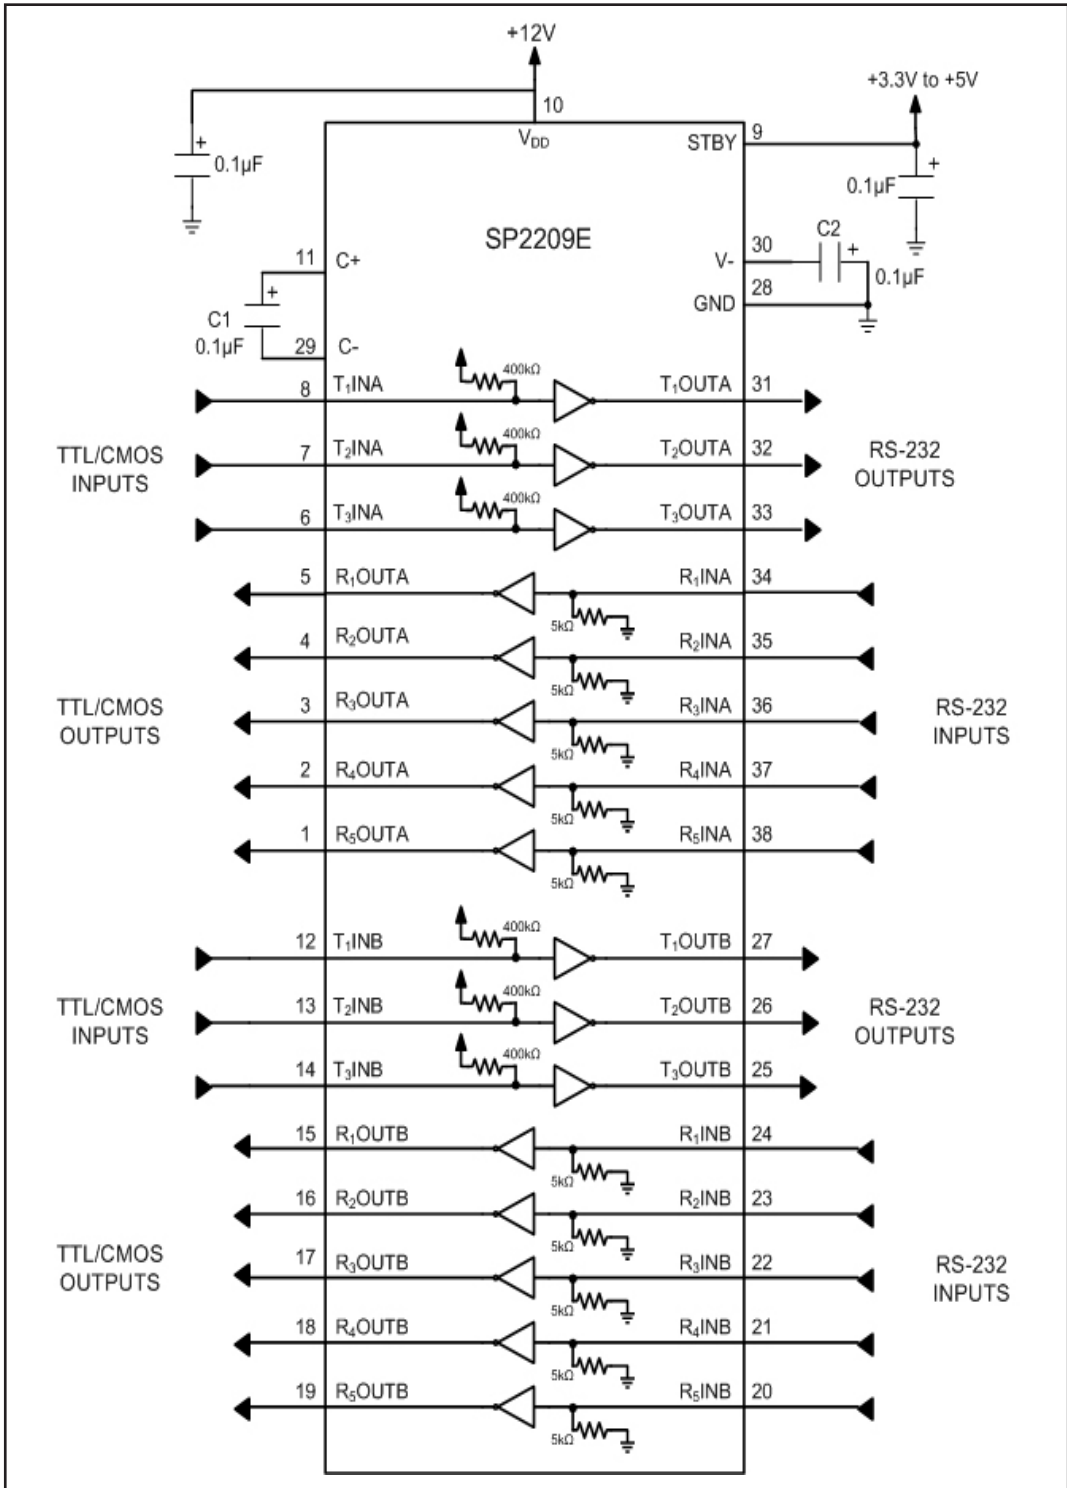 +12V
+3.3V to +5V
10
VDD
STBY 9
+
0.1µF
+
0.1µF
SP2209E
C2
11 C+
V- 30
+
0.1µF
GND 28
+
C1
0.1µF
29 C-
8 T1INA 400kΩ T1OUTA 31
7 T2INA 400kΩ T2OUTA 32
TTL/CMOS
INPUTS
RS-232
OUTPUTS
6 T3INA 400kΩ T3OUTA 33
5 R1OUTA 5kΩ R1INA 34
4 R2OUTA 5kΩ R2INA 35
3 R3OUTA 5kΩ R3INA 36
TTL/CMOS
OUTPUTS
RS-232
INPUTS
2 R4OUTA 5kΩ R4INA 37
1 R5OUTA 5kΩ R5INA 38
12 T1INB 400kΩ T1OUTB 27
13 T2INB 400kΩ T2OUTB 26
TTL/CMOS
INPUTS
RS-232
OUTPUTS
14 T3INB 400kΩ T3OUTB 25
15 R1OUTB 5kΩ R1INB 24
16 R2OUTB 5kΩ R2INB 23
17 R3OUTB 5kΩ R3INB 22
TTL/CMOS
OUTPUTS
RS-232
INPUTS
18 R4OUTB 5kΩ R4INB 21
19 R5OUTB 5kΩ R5INB 20